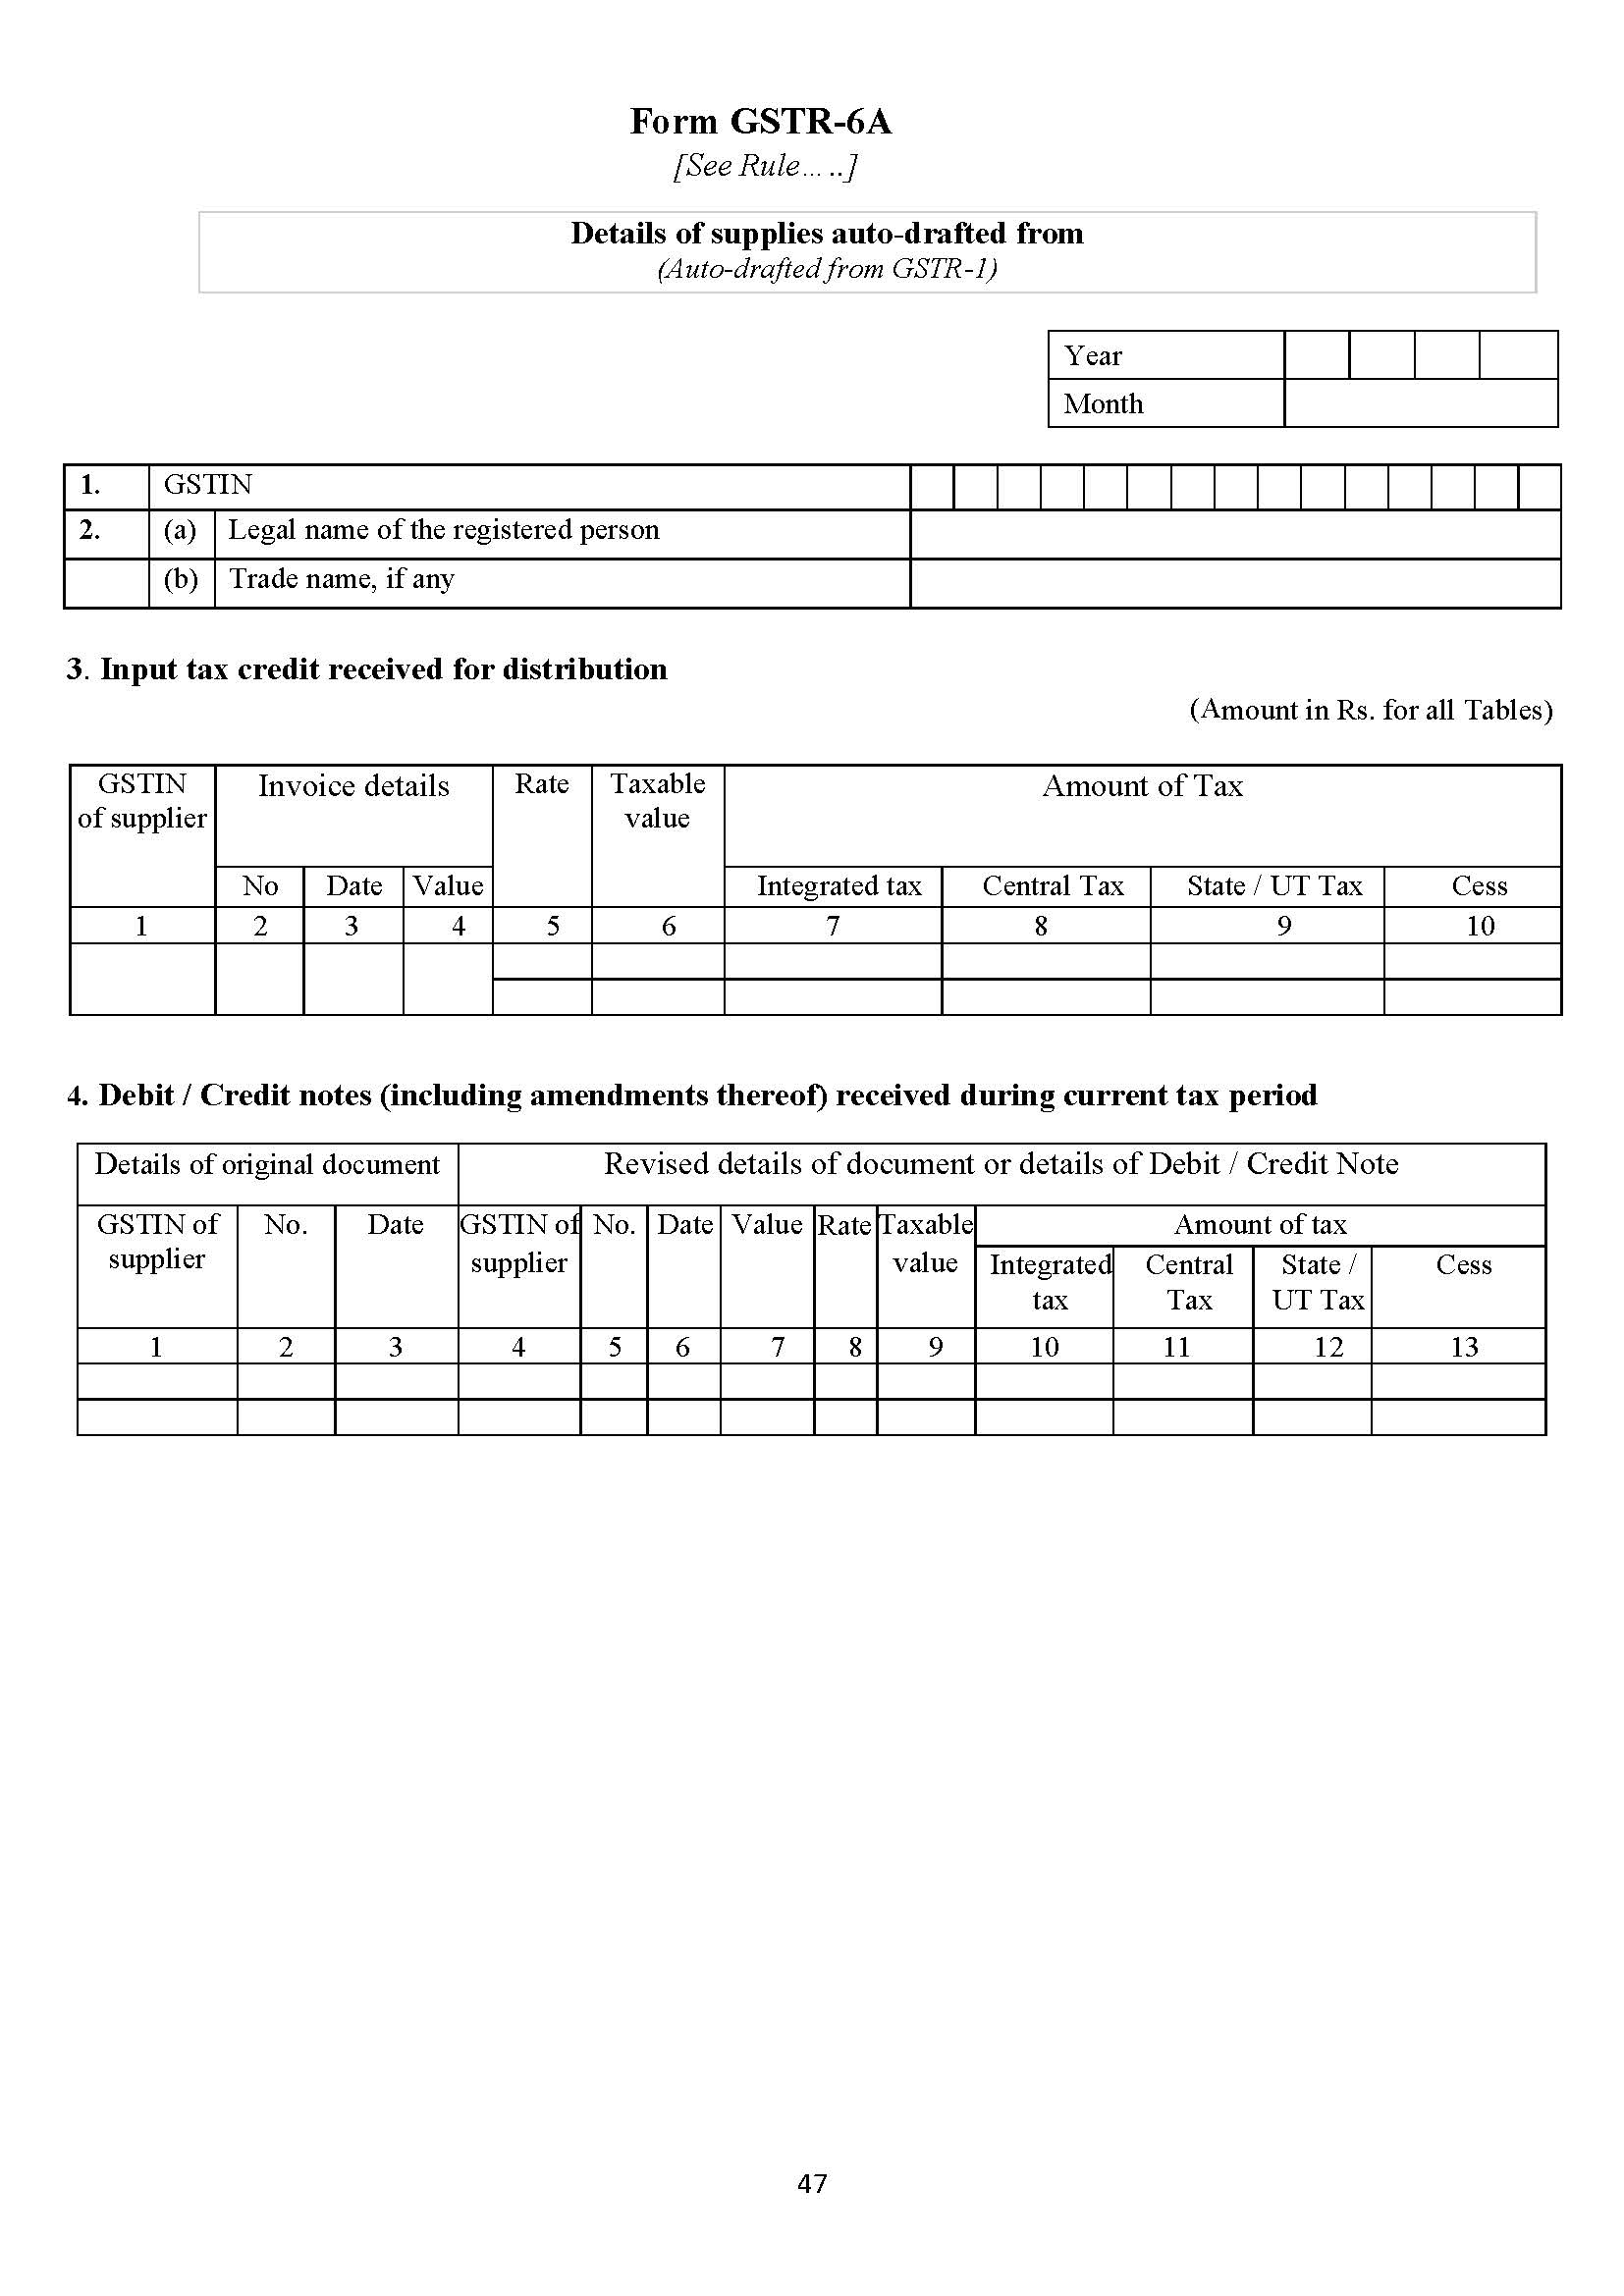 Form GSTR-6A
[See Rule…..]
Details of supplies auto-drafted from
(Auto-drafted from GSTR-1)
Year
Month
1. GSTIN
2. (a) Legal name of the registered person
(b) Trade name, if any
3. Input tax credit received for distribution
(Amount in Rs. for all Tables)
GSTIN of supplier Invoice details Rate Taxable value Amount of Tax
No Date Value Integrated tax Central Tax State / UT Tax Cess
1 2 3 4 5 6 7 8 9 10
4. Debit / Credit notes (including amendments thereof) received during current tax period
Details of original document Revised details of document or details of Debit / Credit Note
GSTIN of supplier No. Date GSTIN of supplier No. Date Value Rate Taxable value Amount of tax
Integrated tax Central Tax State / UT Tax Cess
1 2 3 4 5 6 7 8 9 10 11 12 13
47